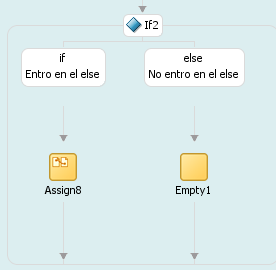 If2
if
Entro en el else
else
No entro en el else
Assign8
Empty1